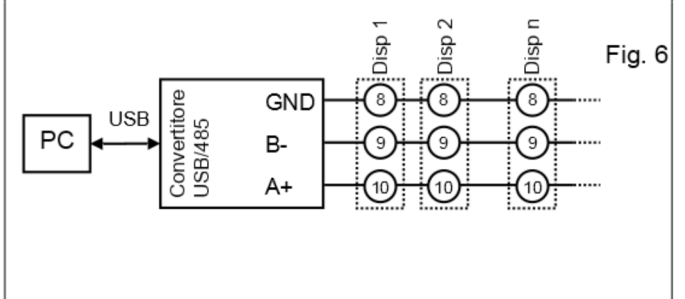 Disp 1
Disp 2
Disp n
Fig. 6
PC
USB
Convertitore
USB/485
GND
8
8
8
B-
9
9
9
A+
10
10
10